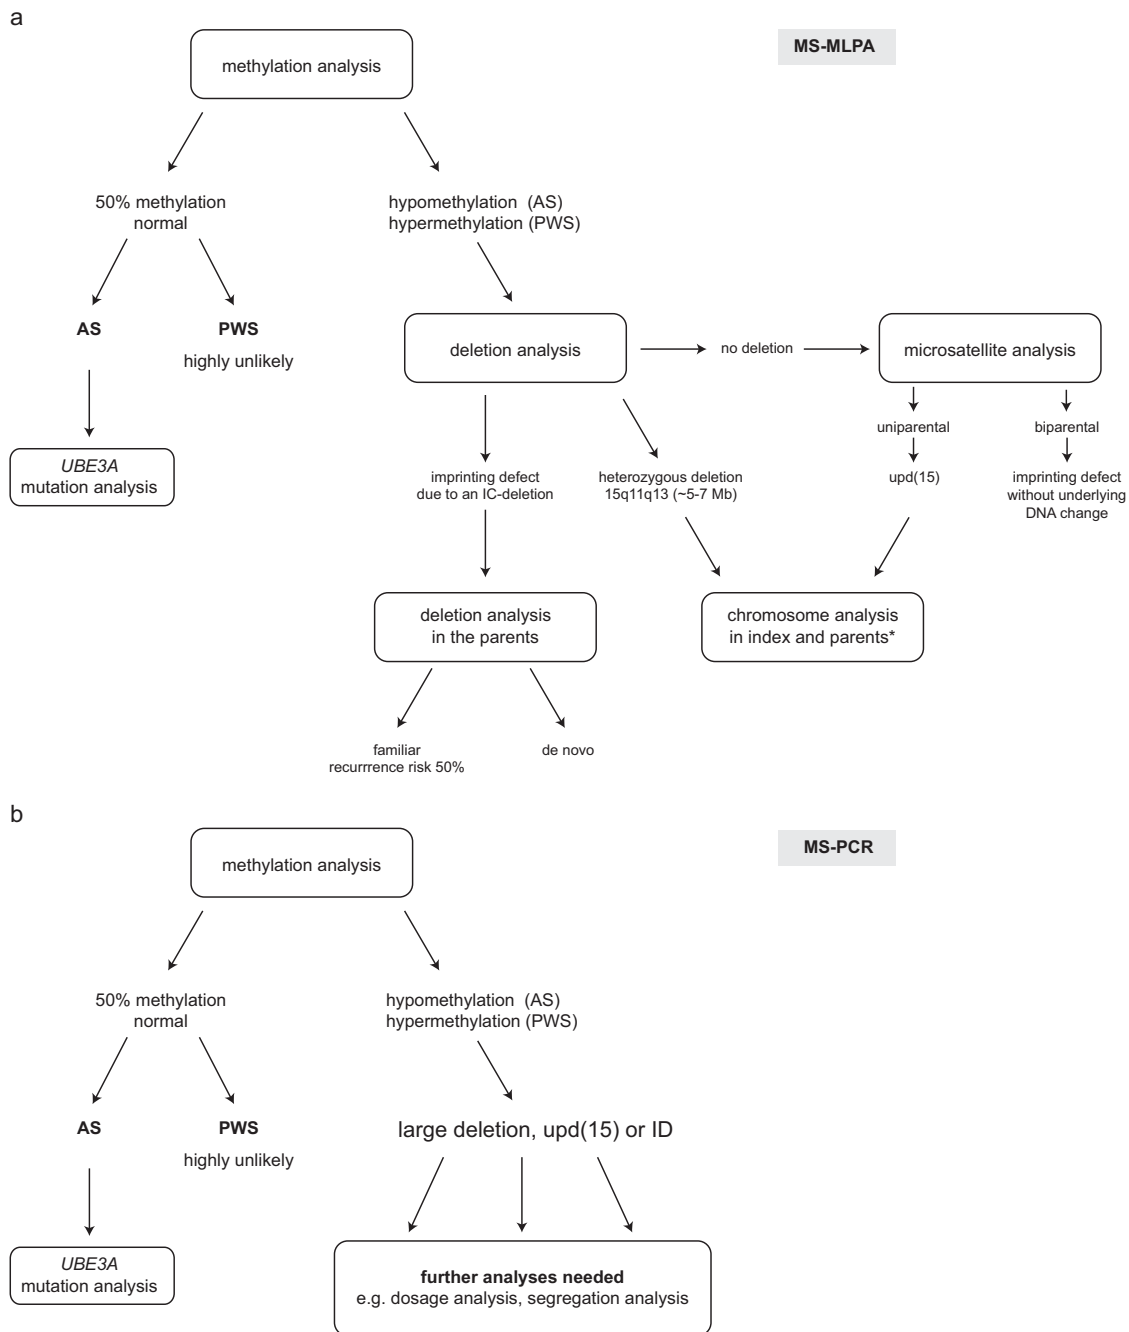 a
MS-MLPA
methylation analysis
50% methylation
normal
hypomethylation (AS)
hypermethylation (PWS)
AS
PWS
highly unlikely
UBE3A
mutation analysis
deletion analysis
no deletion
microsatellite analysis
uniparental
biparental
imprinting defect
due to an IC-deletion
heterozygous deletion
15q11q13 (~5-7 Mb)
upd(15)
imprinting defect
without underlying
DNA change
deletion analysis
in the parents
chromosome analysis
in index and parents*
familiar
recurrrence risk 50%
de novo
b
MS-PCR
methylation analysis
50% methylation
normal
hypomethylation (AS)
hypermethylation (PWS)
AS
PWS
highly unlikely
large deletion, upd(15) or ID
UBE3A
mutation analysis
further analyses needed
e.g. dosage analysis, segregation analysis